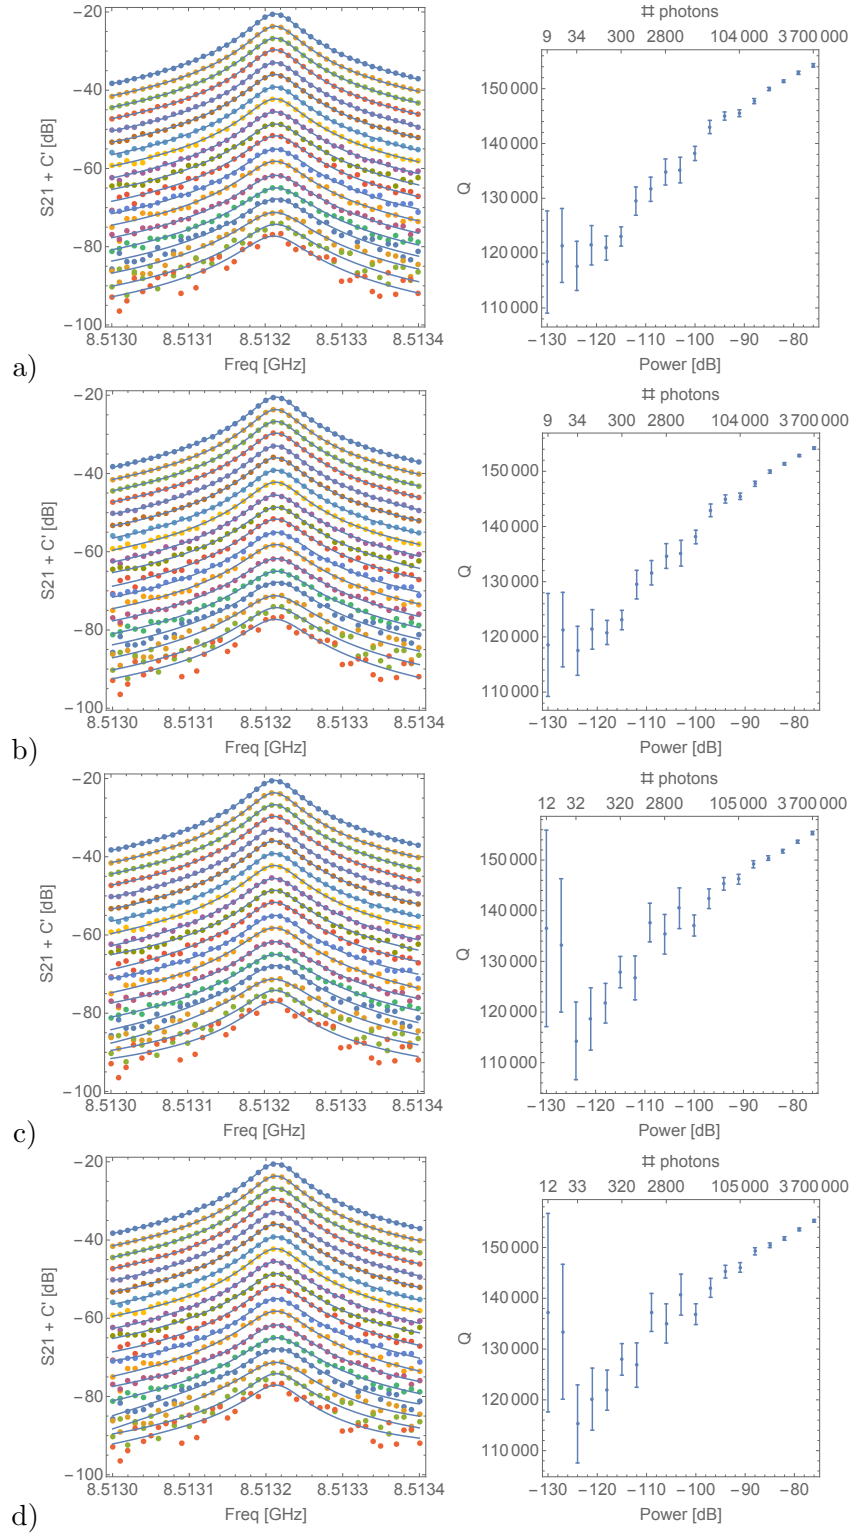 # photons
9 34 300 2800 104 000 3 700 000
S21 + C' [dB]
−20
−40
−60
−80
−100
8.5130 8.5131 8.5132 8.5133 8.5134
Freq [GHz]
Q
150 000
140 000
130 000
120 000
110 000
−130 −120 −110 −100 −90 −80
Power [dB]
a)
# photons
9 34 300 2800 104 000 3 700 000
S21 + C' [dB]
−20
−40
−60
−80
−100
8.5130 8.5131 8.5132 8.5133 8.5134
Freq [GHz]
Q
150 000
140 000
130 000
120 000
110 000
−130 −120 −110 −100 −90 −80
Power [dB]
b)
# photons
12 32 320 2800 105 000 3 700 000
S21 + C' [dB]
−20
−40
−60
−80
−100
8.5130 8.5131 8.5132 8.5133 8.5134
Freq [GHz]
Q
150 000
140 000
130 000
120 000
110 000
−130 −120 −110 −100 −90 −80
Power [dB]
c)
# photons
12 33 320 2800 105 000 3 700 000
S21 + C' [dB]
−20
−40
−60
−80
−100
8.5130 8.5131 8.5132 8.5133 8.5134
Freq [GHz]
Q
150 000
140 000
130 000
120 000
110 000
−130 −120 −110 −100 −90 −80
Power [dB]
d)